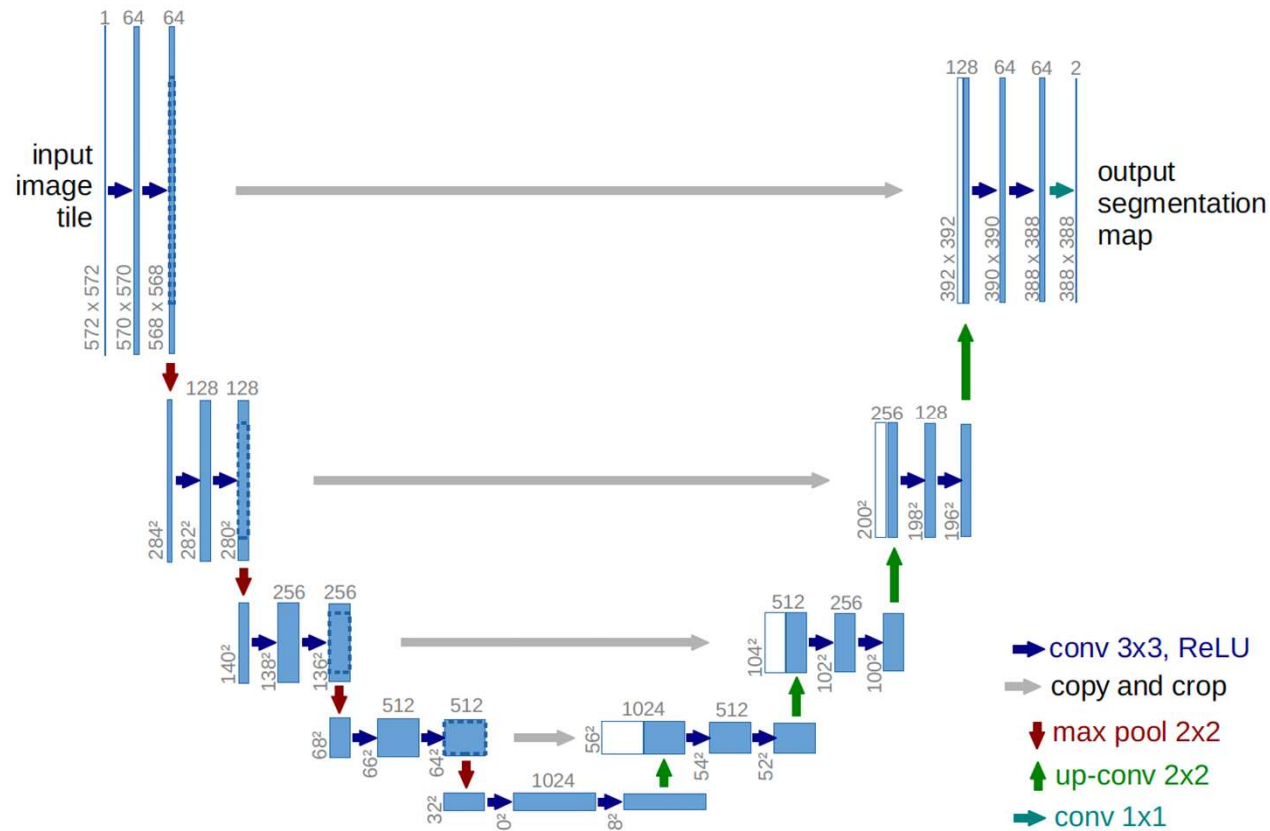 1 64 64
input
image
tile
572 x 572
570 x 570
568 x 568
128 64 64 2
output
segmentation
map
392 x 392
390 x 390
388 x 388
388 x 388
128 128
284²
282²
280²
256 128
200²
198²
196²
256 256
140²
138²
136²
512 256
104²
102²
100²
512 512
68²
66²
64²
1024 512
56²
54²
52²
1024
32²
0²
8²
conv 3x3, ReLU
copy and crop
max pool 2x2
up-conv 2x2
conv 1x1